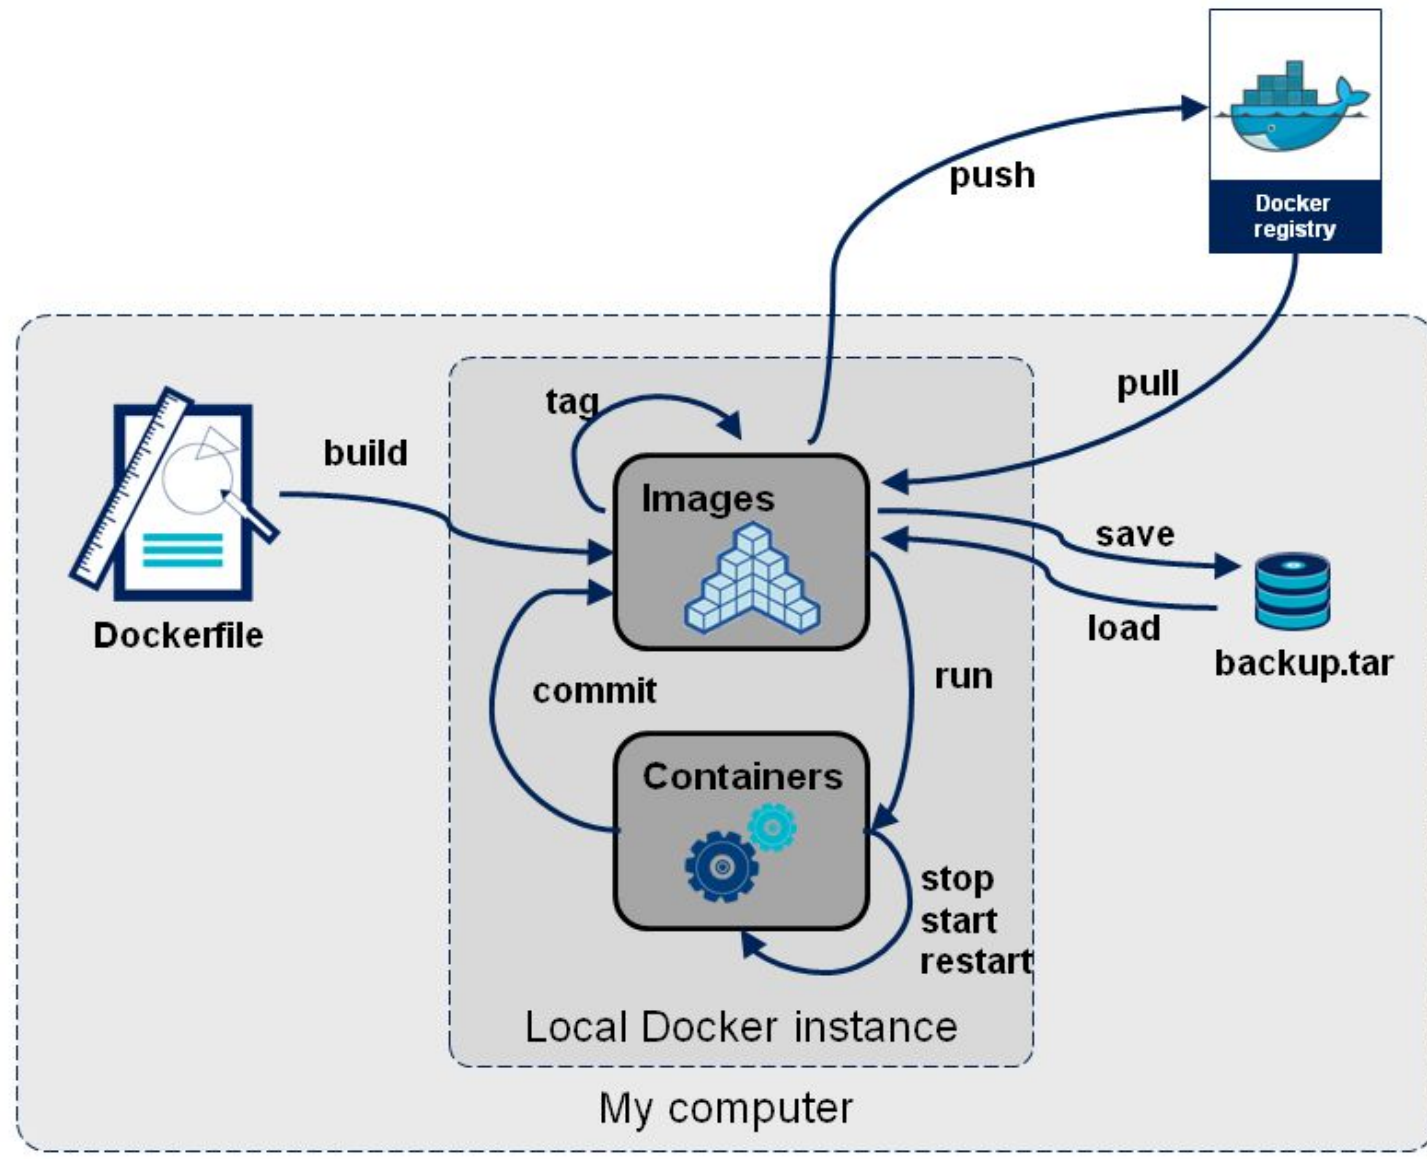 Docker
registry
push
pull
tag
build
Images
save
load
Dockerfile
backup.tar
commit
run
Containers
stop
start
restart
Local Docker instance
My computer